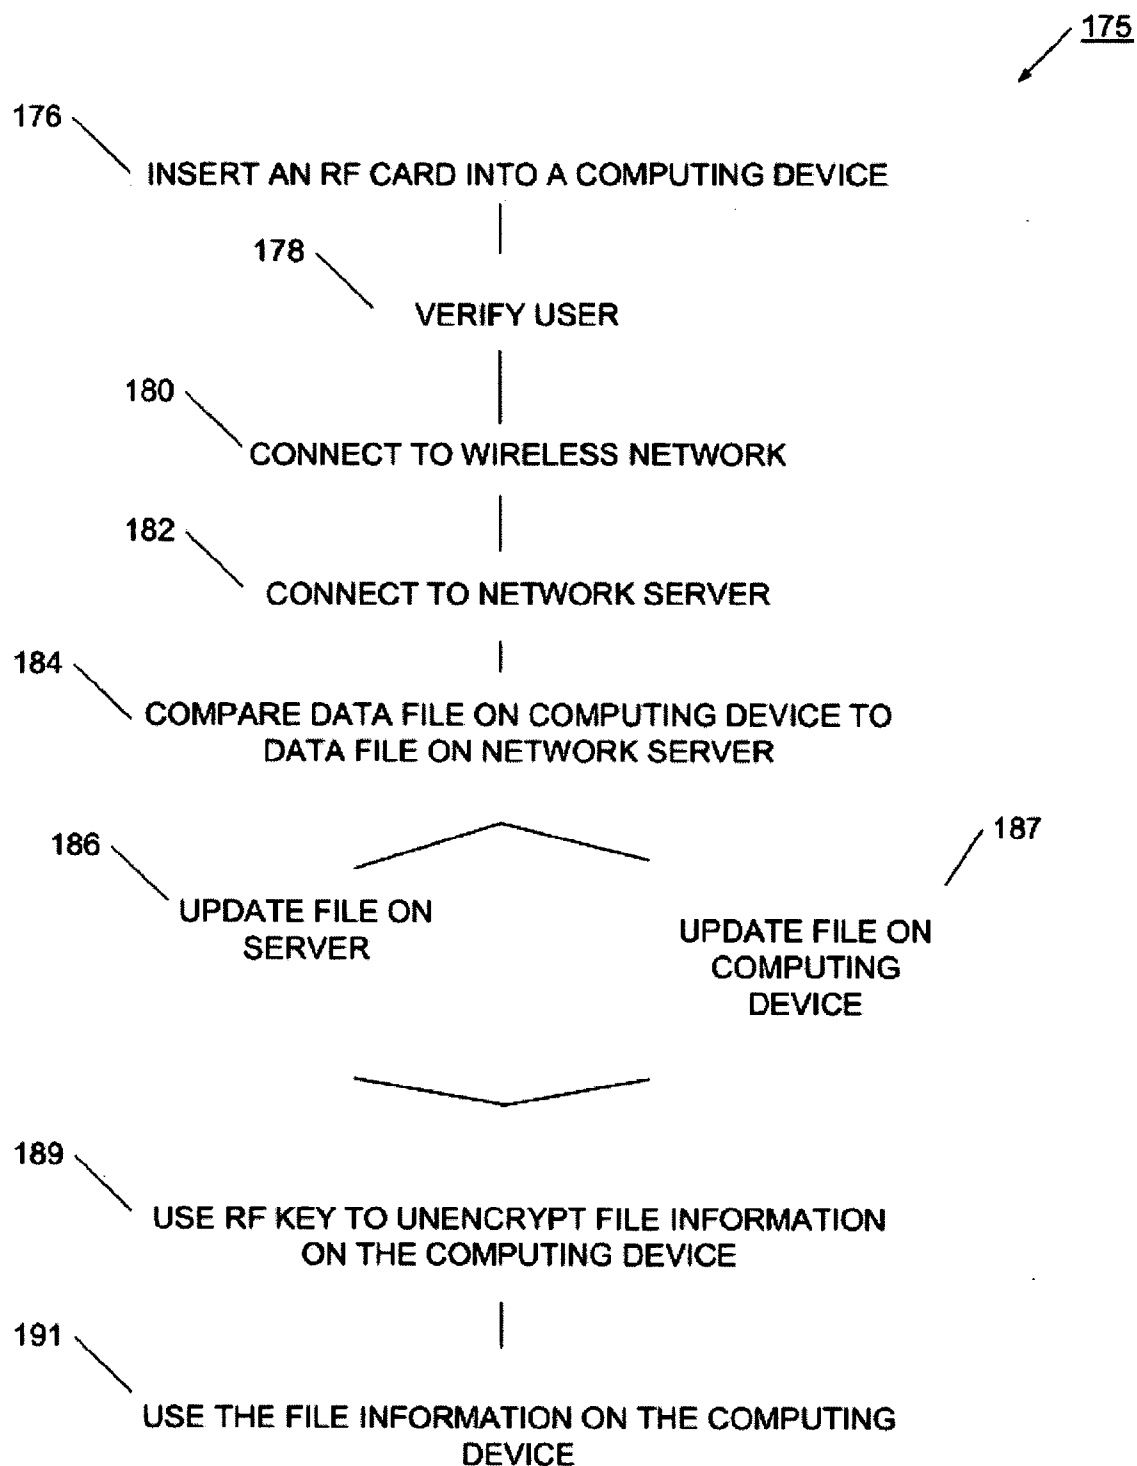 175
176
INSERT AN RF CARD INTO A COMPUTING DEVICE
178
VERIFY USER
180
CONNECT TO WIRELESS NETWORK
182
CONNECT TO NETWORK SERVER
184
COMPARE DATA FILE ON COMPUTING DEVICE TO
DATA FILE ON NETWORK SERVER
186
187
UPDATE FILE ON
SERVER
UPDATE FILE ON
COMPUTING
DEVICE
189
USE RF KEY TO UNENCRYPT FILE INFORMATION
ON THE COMPUTING DEVICE
191
USE THE FILE INFORMATION ON THE COMPUTING
DEVICE